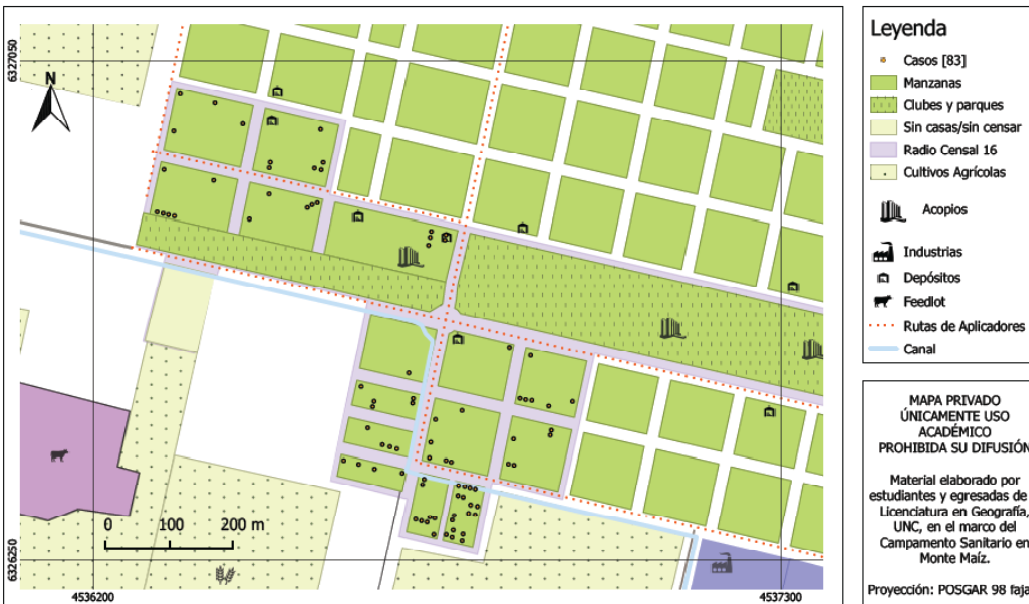 6327050
N
0 100 200 m
6326250
4536200
4537300
Leyenda
Casos [83]
Manzanas
Clubes y parques
Sin casas/sin censar
Radio Censal 16
Cultivos Agrícolas
Acopios
Industrias
Depósitos
Feedlot
Rutas de Aplicadores
Canal
MAPA PRIVADO
ÚNICAMENTE USO
ACADÉMICO
PROHIBIDA SU DIFUSIÓN
Material elaborado por
estudiantes y egresadas de
Licenciatura en Geografía,
UNC, en el marco del
Campamento Sanitario en
Monte Maíz.
Proyección: POSGAR 98 faja